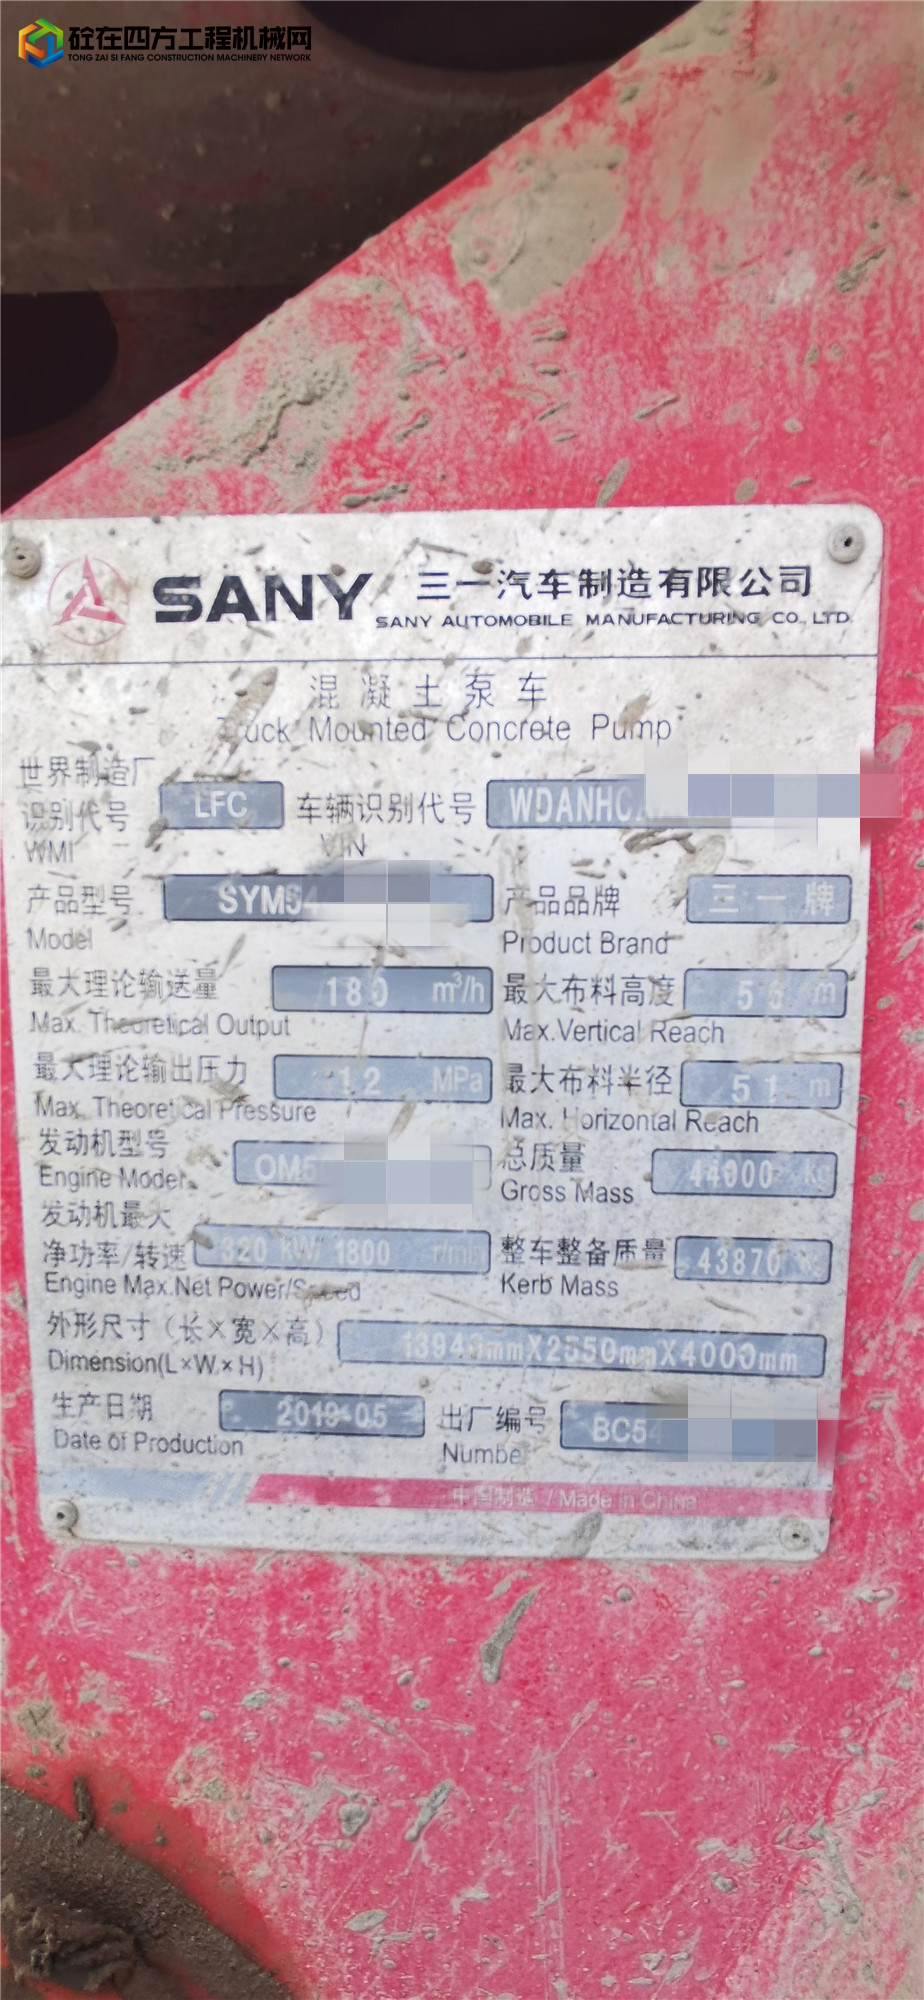 砼在四方工程机械网
TONG ZAI SI FANG CONSTRUCTION MACHINERY NETWORK
SANY 三一汽车制造有限公司
SANY AUTOMOBILE MANUFACTURING CO., LTD.
混凝土泵车
Truck Mounted Concrete Pump
世界制造厂
识别代号 LFC 车辆识别代号 WDANHC
WMI VIN
产品型号 SYM54 产品品牌 三一牌
Model Product Brand
最大理论输送量 180 m³/h 最大布料高度 m
Max. Theoretical Output Max.Vertical Reach
最大理论输出压力 12 MPa 最大布料半径 51 m
Max. Theoretical Pressure Max. Horizontal Reach
发动机型号 OM5 总质量 44000 kg
Engine Model Gross Mass
发动机最大
净功率/转速 320 kW/ 1800 r/min 整车整备质量 43870 kg
Engine Max.Net Power/Speed Kerb Mass
外形尺寸（长×宽×高） 13940mmX2550mmX4000mm
Dimension(L×W×H)
生产日期 2019-05 出厂编号 BC54
Date of Production Number
中国制造 / Made in China